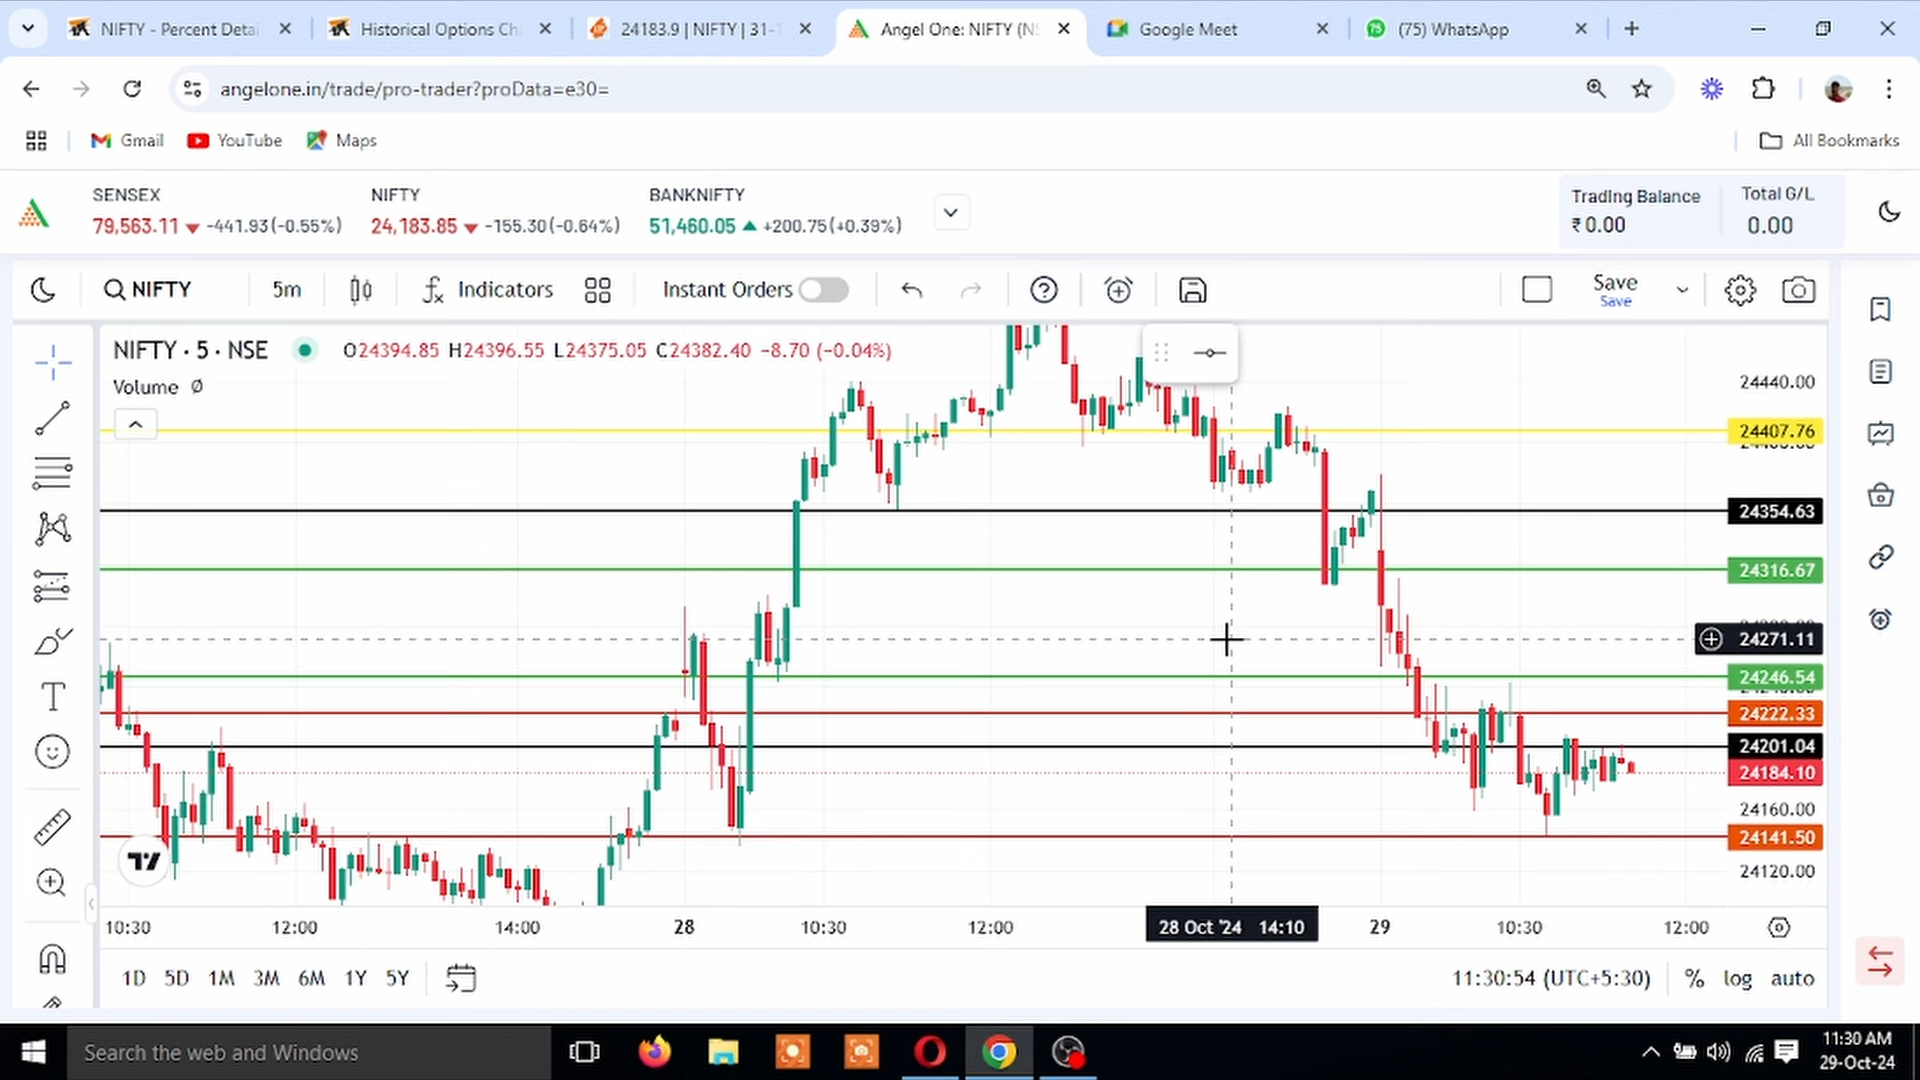 NIFTY - Percent Detai
Historical Options Ch
24183.9 | NIFTY | 31-
Angel One: NIFTY (N
Google Meet
(75) WhatsApp
angelone.in/trade/pro-trader?proData=e30=
Gmail
YouTube
Maps
All Bookmarks
SENSEX
79,563.11 -441.93(-0.55%)
NIFTY
24,183.85 -155.30(-0.64%)
BANKNIFTY
51,460.05 +200.75(+0.39%)
Trading Balance
₹0.00
Total G/L
0.00
NIFTY
5m
Indicators
Instant Orders
Save
Save
NIFTY · 5 · NSE
O24394.85 H24396.55 L24375.05 C24382.40 −8.70 (−0.04%)
Volume Ø
24440.00
24407.76
24354.63
24316.67
24271.11
24246.54
24222.33
24201.04
24184.10
24160.00
24141.50
24120.00
10:30 12:00 14:00 28 10:30 12:00 28 Oct '24 14:10 29 10:30 12:00
1D 5D 1M 3M 6M 1Y 5Y
11:30:54 (UTC+5:30) % log auto
Search the web and Windows
11:30 AM
29-Oct-24